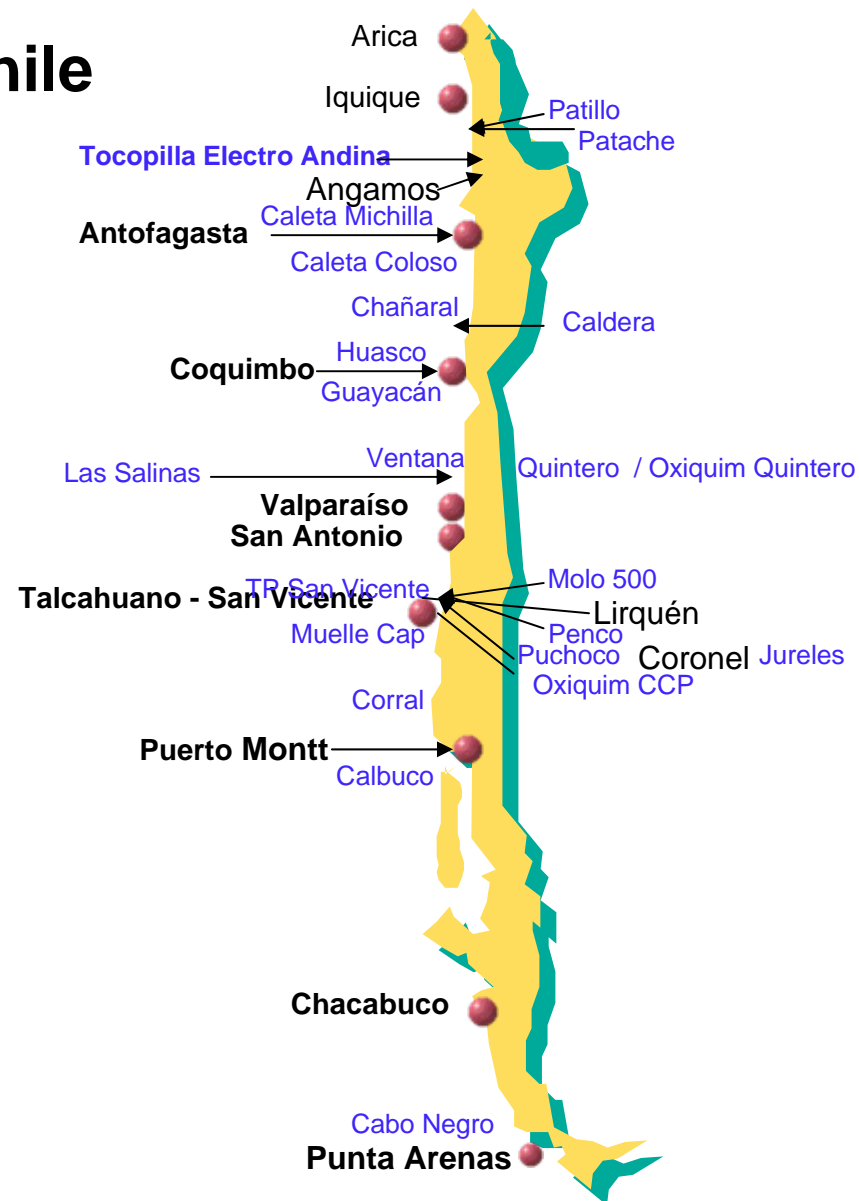 hile
Arica
Iquique
Patillo
Patache
Tocopilla Electro Andina
Angamos
Caleta Michilla
Antofagasta
Caleta Coloso
Chañaral
Caldera
Huasco
Coquimbo
Guayacán
Ventana
Las Salinas
Quintero / Oxiquim Quintero
Valparaíso
San Antonio
Molo 500
TP San Vicente
Talcahuano - San Vicente
Lirquén
Muelle Cap
Penco
Puchoco Coronel Jureles
Oxiquim CCP
Corral
Puerto Montt
Calbuco
Chacabuco
Cabo Negro
Punta Arenas